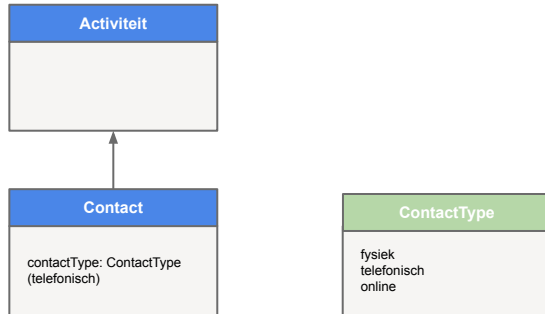 Activiteit
Contact
contactType: ContactType
(telefonisch)
ContactType
fysiek
telefonisch
online